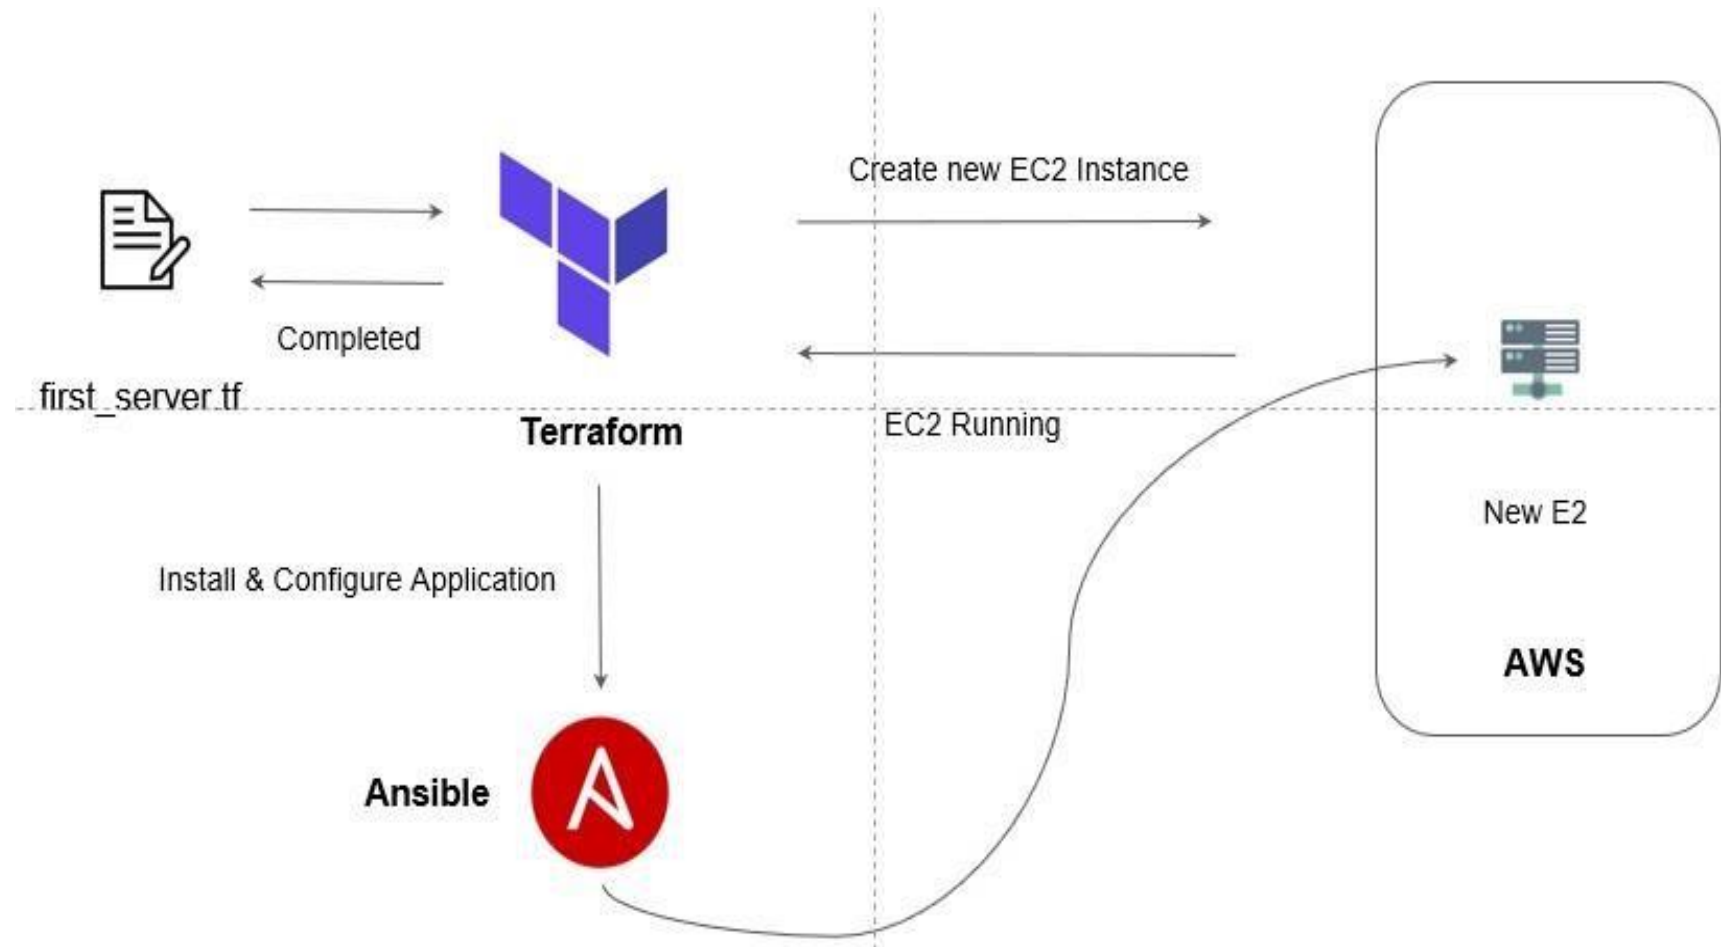 Create new EC2 Instance
Completed
first_server.tf
Terraform
EC2 Running
New E2
Install & Configure Application
AWS
Ansible